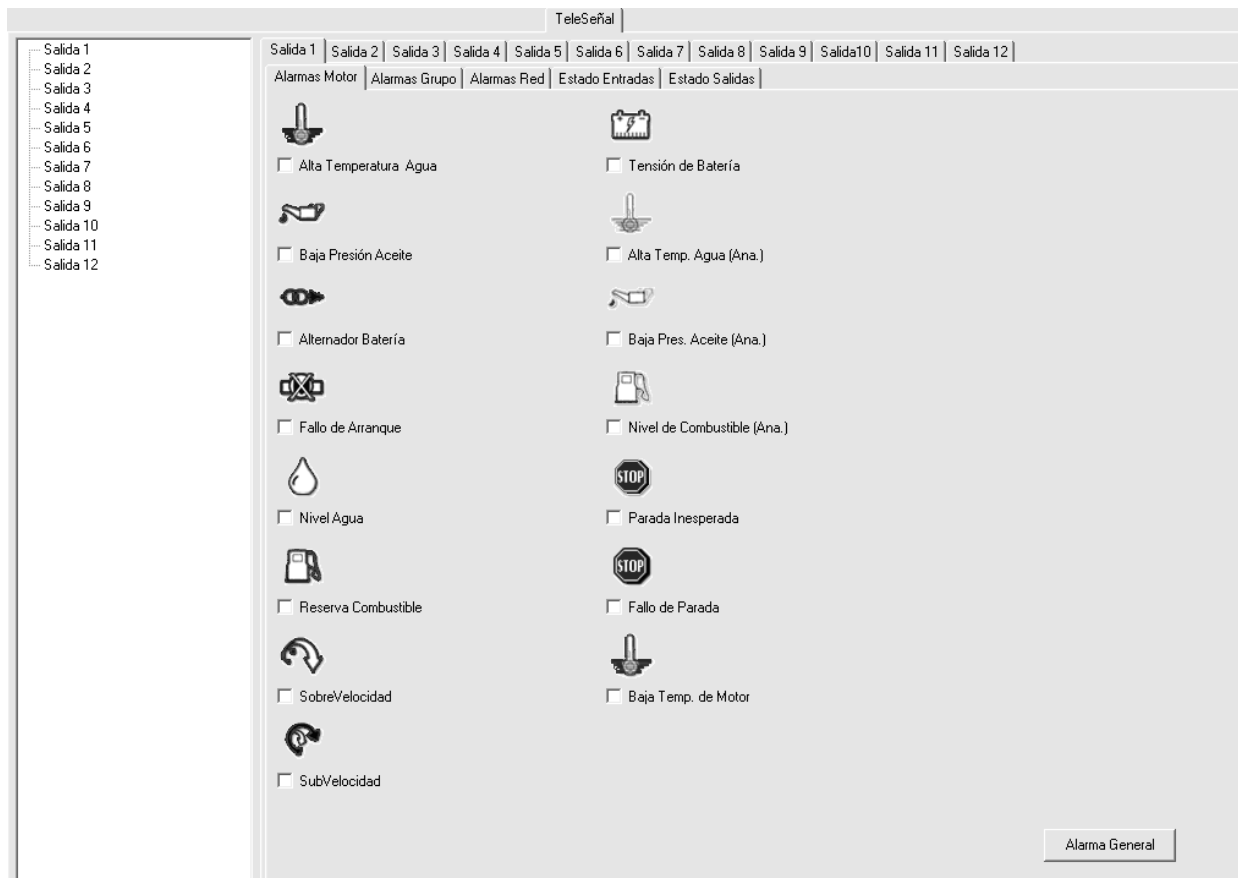 TeleSeñal
Salida 1
Salida 2
Salida 3
Salida 4
Salida 5
Salida 6
Salida 7
Salida 8
Salida 9
Salida 10
Salida 11
Salida 12
Salida 1 Salida 2 Salida 3 Salida 4 Salida 5 Salida 6 Salida 7 Salida 8 Salida 9 Salida10 Salida 11 Salida 12
Alarmas Motor Alarmas Grupo Alarmas Red Estado Entradas Estado Salidas
Alta Temperatura Agua
Tensión de Batería
Baja Presión Aceite
Alta Temp. Agua (Ana.)
Alternador Batería
Baja Pres. Aceite (Ana.)
Fallo de Arranque
Nivel de Combustible (Ana.)
Nivel Agua
STOP
Parada Inesperada
Reserva Combustible
STOP
Fallo de Parada
SobreVelocidad
Baja Temp. de Motor
SubVelocidad
Alarma General